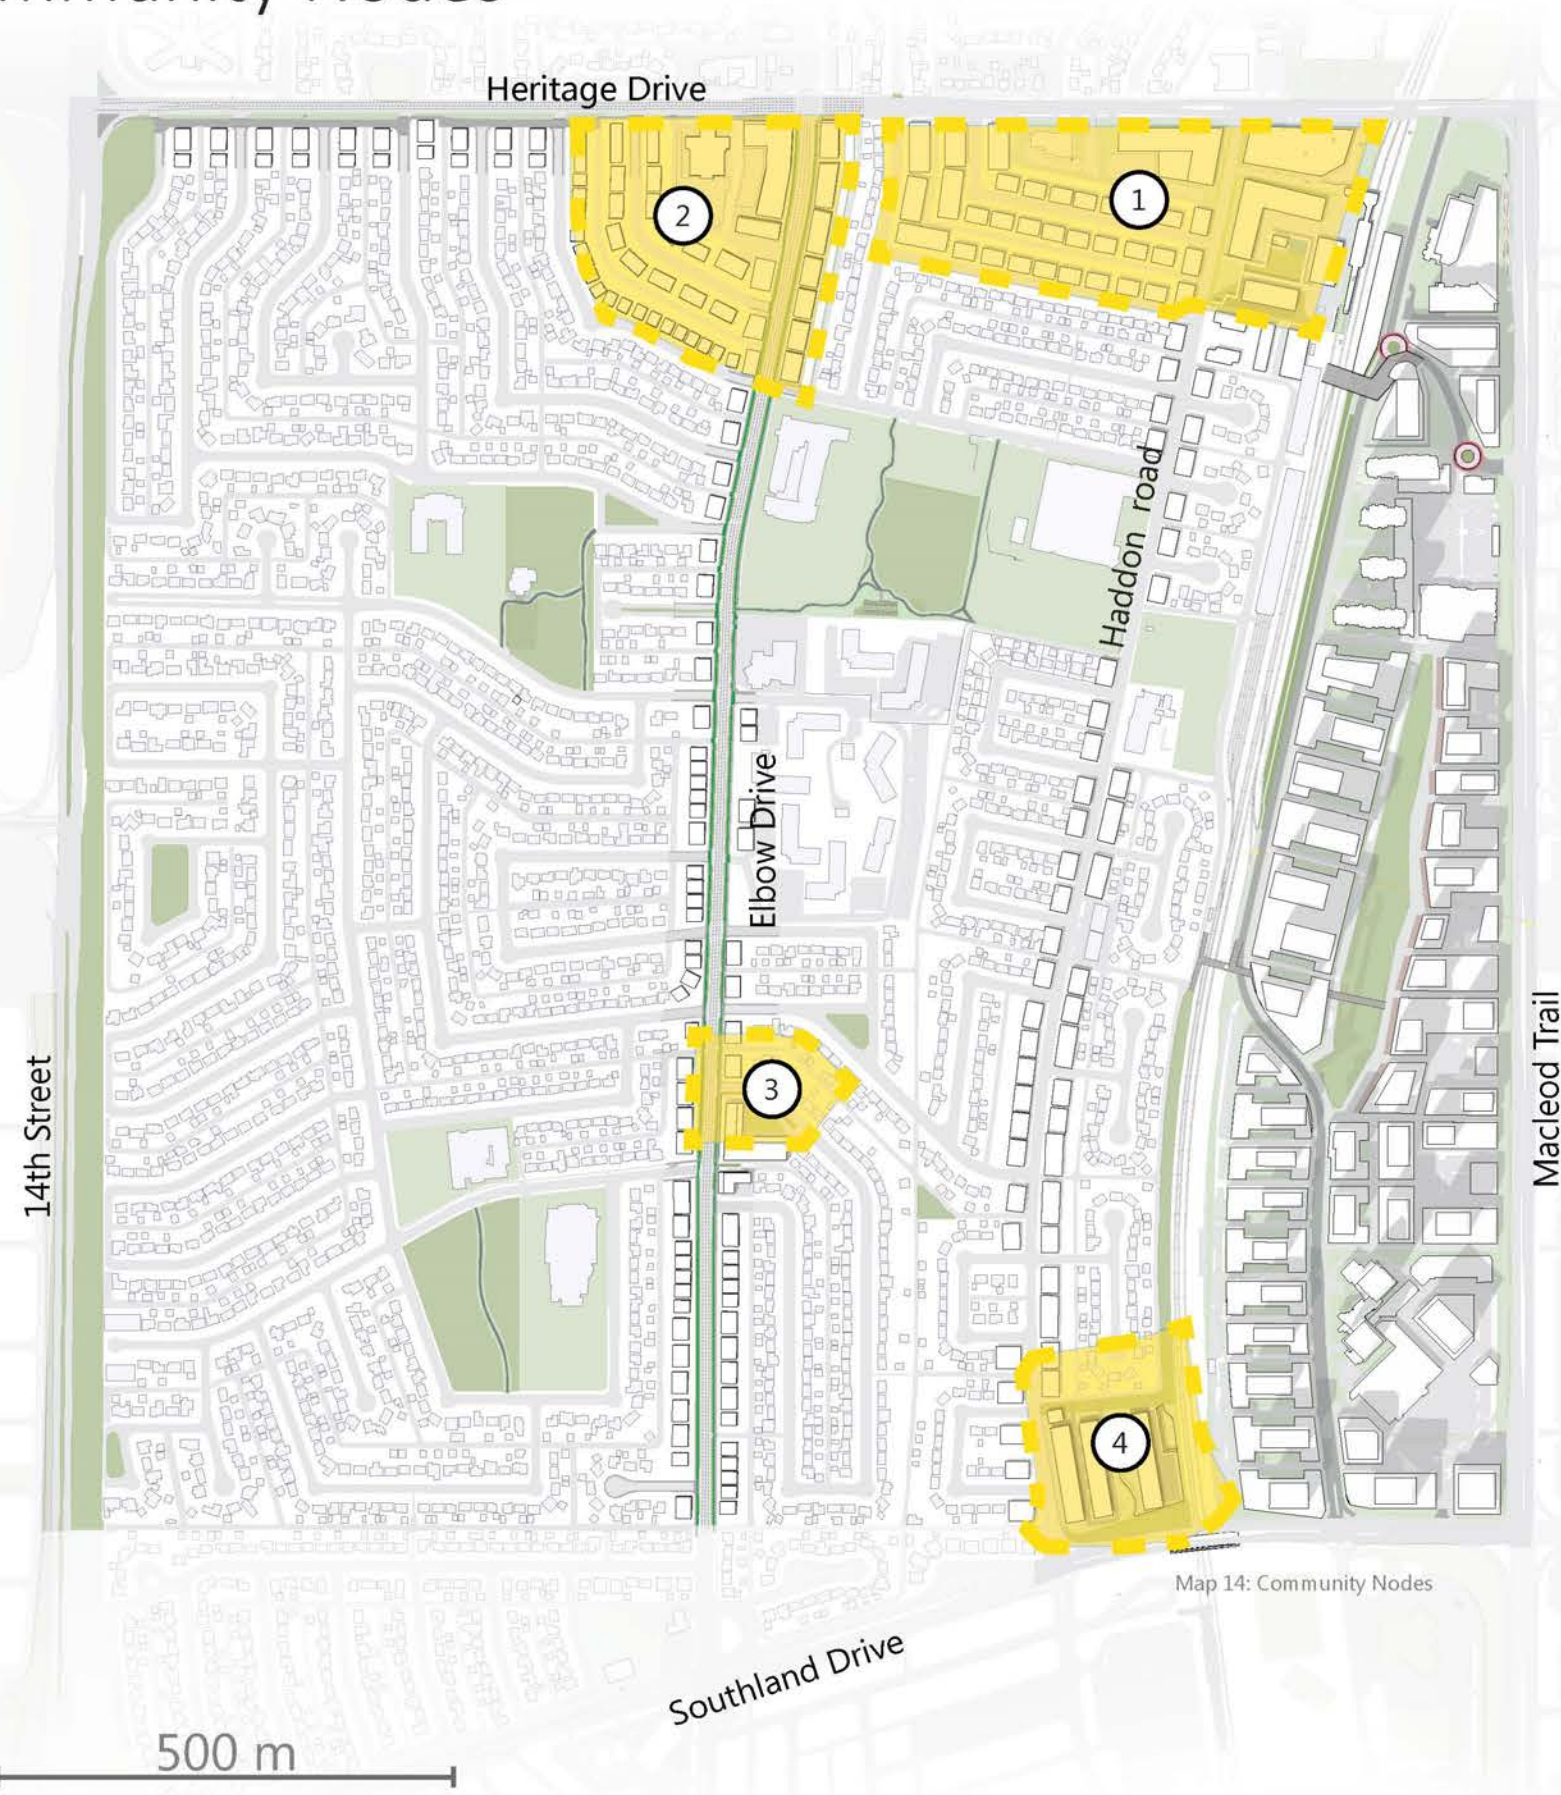 Nodes
Heritage Drive
2
1
Haddon road
Elbow Drive
14th Street
Macleod Trail
3
4
Map 14: Community Nodes
Southland Drive
500 m